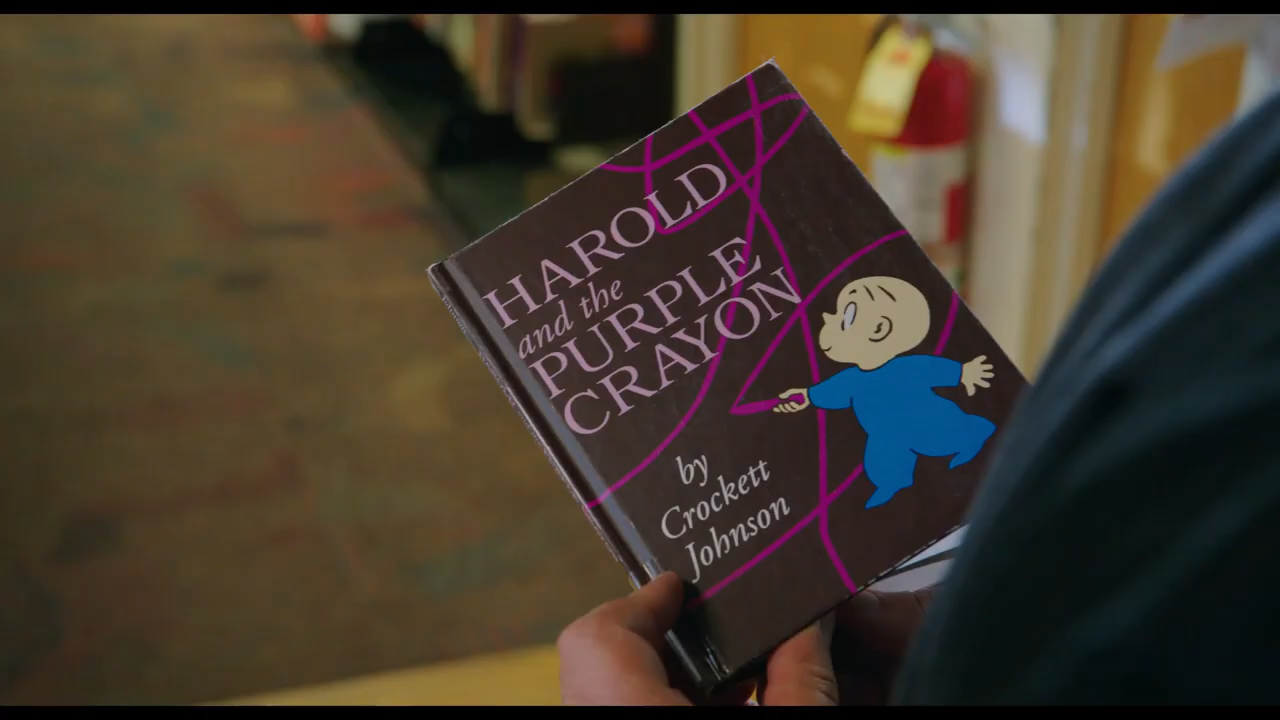 HAROLD
and the
PURPLE
CRAYON
by
Crockett
Johnson